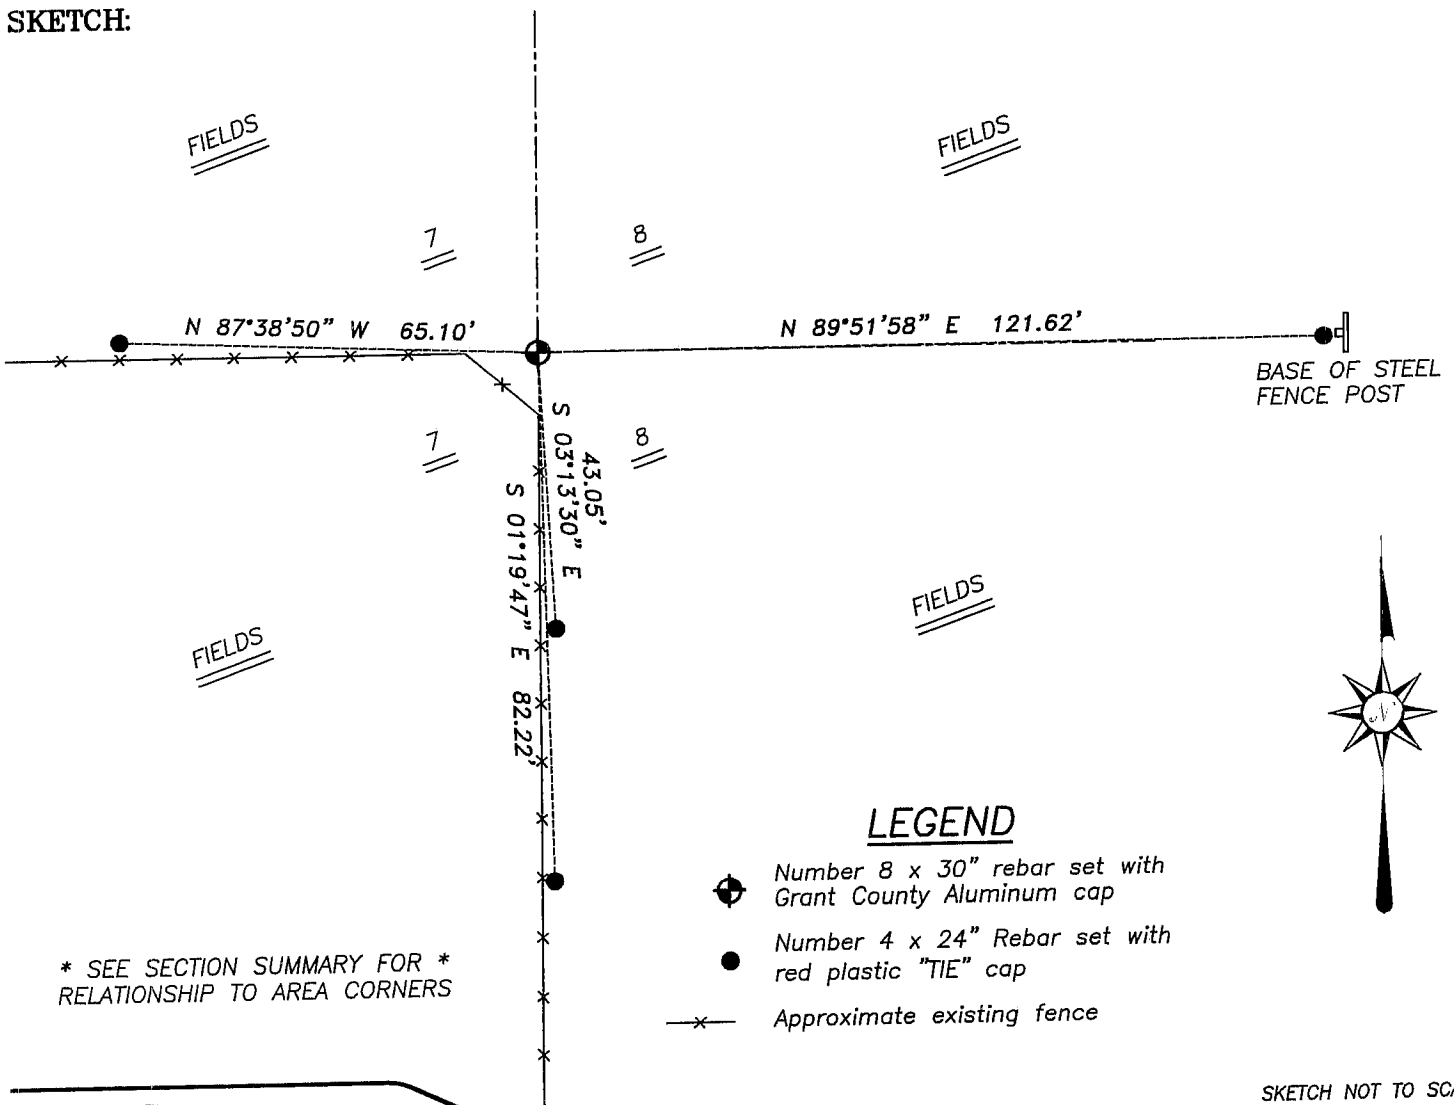 SKETCH:
FIELDS
FIELDS
7
8
N 87°38'50" W 65.10'
N 89°51'58" E 121.62'
BASE OF STEEL
FENCE POST
7
8
43.05'
S 03°13'30" E
S 01°19'47" E 82.22'
FIELDS
FIELDS
N
LEGEND
Number 8 x 30" rebar set with
Grant County Aluminum cap
Number 4 x 24" Rebar set with
red plastic "TIE" cap
Approximate existing fence
* SEE SECTION SUMMARY FOR *
RELATIONSHIP TO AREA CORNERS
SKETCH NOT TO